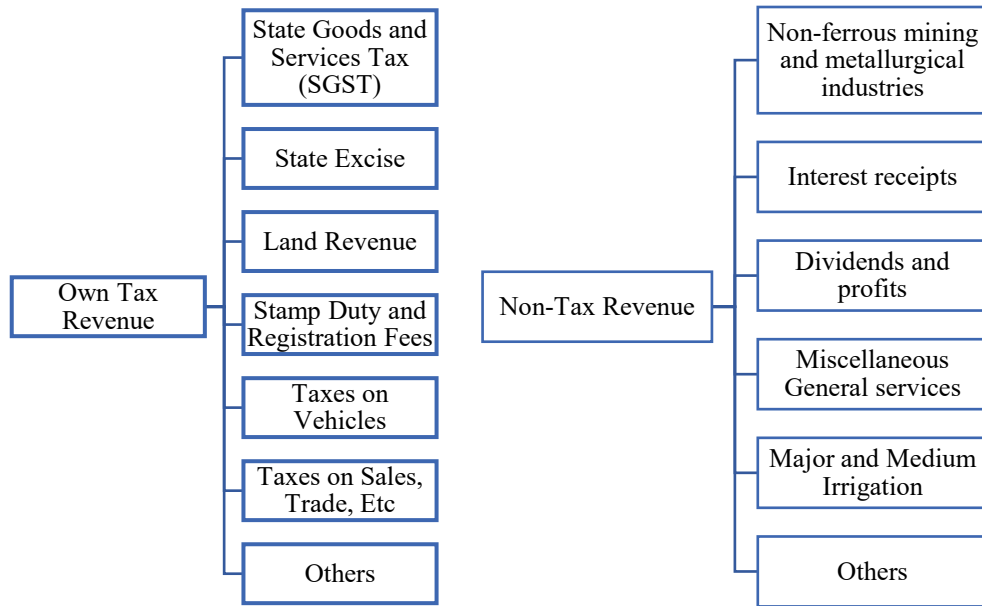 Own Tax
Revenue
State Goods and
Services Tax
(SGST)
State Excise
Land Revenue
Stamp Duty and
Registration Fees
Taxes on
Vehicles
Taxes on Sales,
Trade, Etc
Others
Non-Tax Revenue
Non-ferrous mining
and metallurgical
industries
Interest receipts
Dividends and
profits
Miscellaneous
General services
Major and Medium
Irrigation
Others